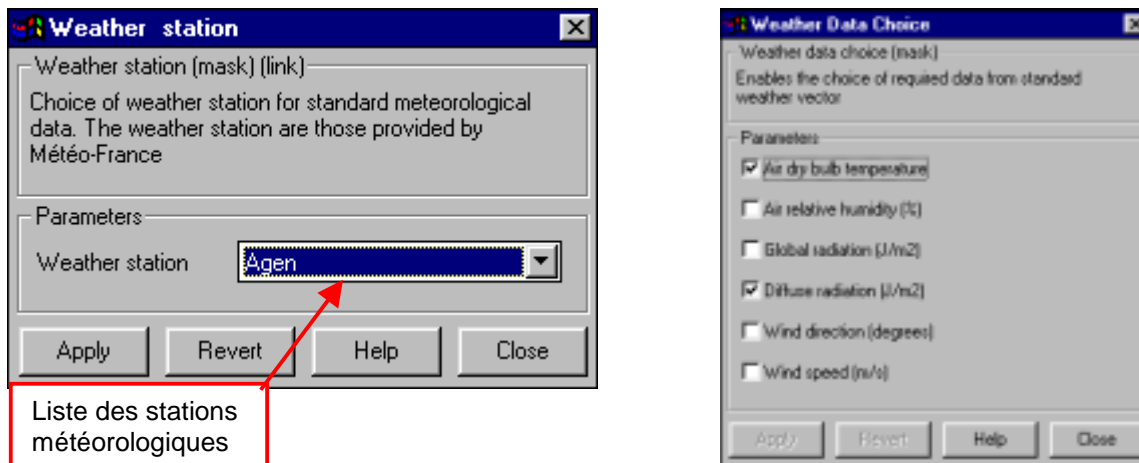 Weather station
Weather station (mask) (link)
Choice of weather station for standard meteorological
data. The weather station are those provided by
Météo-France
Parameters
Weather station
Agen
Apply
Revert
Help
Close
Liste des stations
météorologiques
Weather Data Choice
Weather data choice (mask)
Enables the choice of required data from standard
weather vector
Parameters
Air dry bulb temperature
Air relative humidity (%)
Global radiation (J/m2)
Diffuse radiation (J/m2)
Wind direction (degrees)
Wind speed (m/s)
Apply
Revert
Help
Close